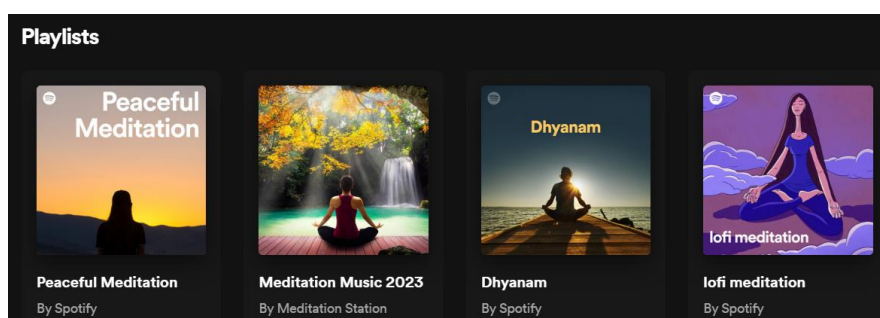 Playlists
Peaceful
Meditation
Dhyanam
lofi meditation
Peaceful Meditation
Meditation Music 2023
Dhyanam
lofi meditation
By Spotify
By Meditation Station
By Spotify
By Spotify